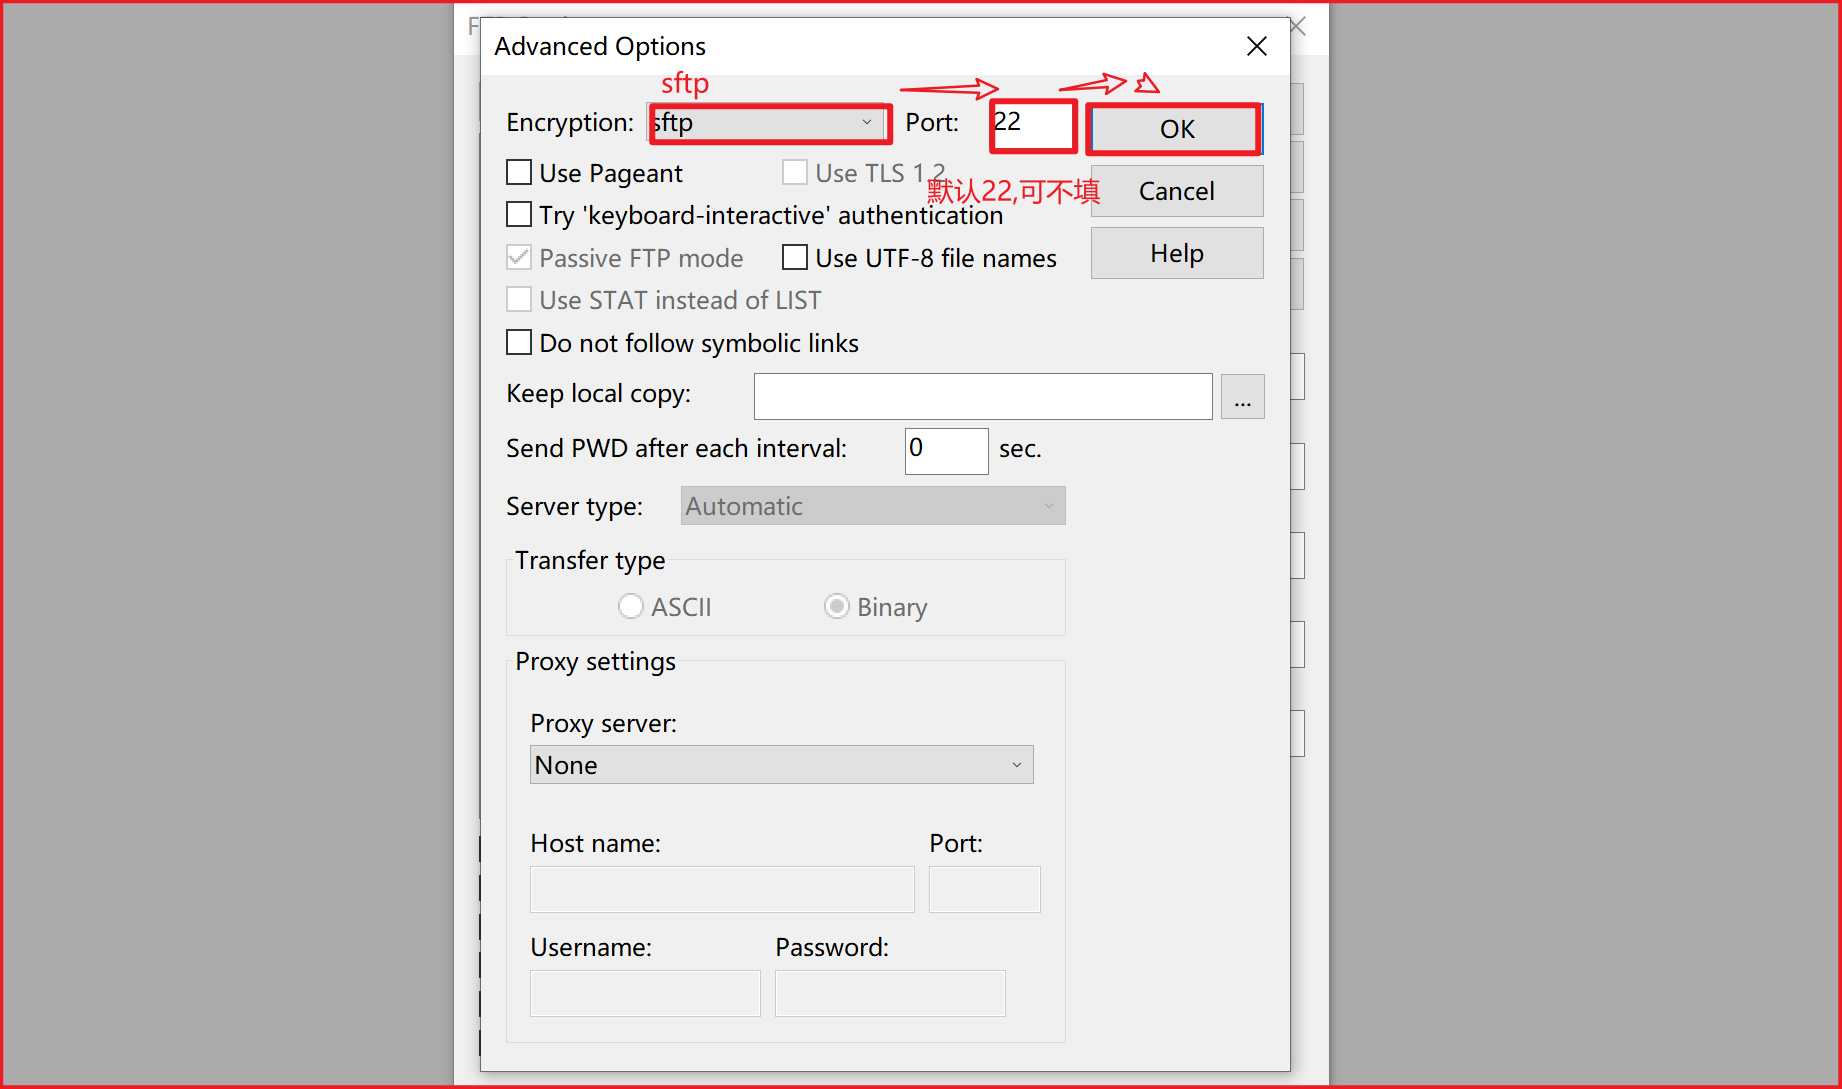 Advanced Options
sftp
Encryption: sftp Port: 22 OK
Use Pageant Use TLS 1.2
默认22,可不填 Cancel
Try 'keyboard-interactive' authentication
Passive FTP mode Use UTF-8 file names Help
Use STAT instead of LIST
Do not follow symbolic links
Keep local copy: ...
Send PWD after each interval: 0 sec.
Server type: Automatic
Transfer type
ASCII Binary
Proxy settings
Proxy server:
None
Host name: Port:
Username: Password: